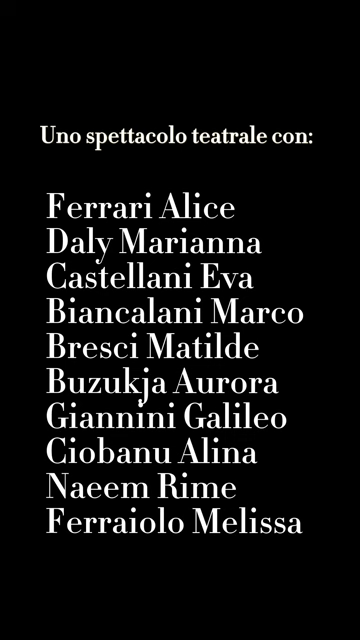 Uno spettacolo teatrale con:
Ferrari Alice
Daly Marianna
Castellani Eva
Biancalani Marco
Bresci Matilde
Buzukja Aurora
Giannini Galileo
Ciobanu Alina
Naeem Rime
Ferraiolo Melissa